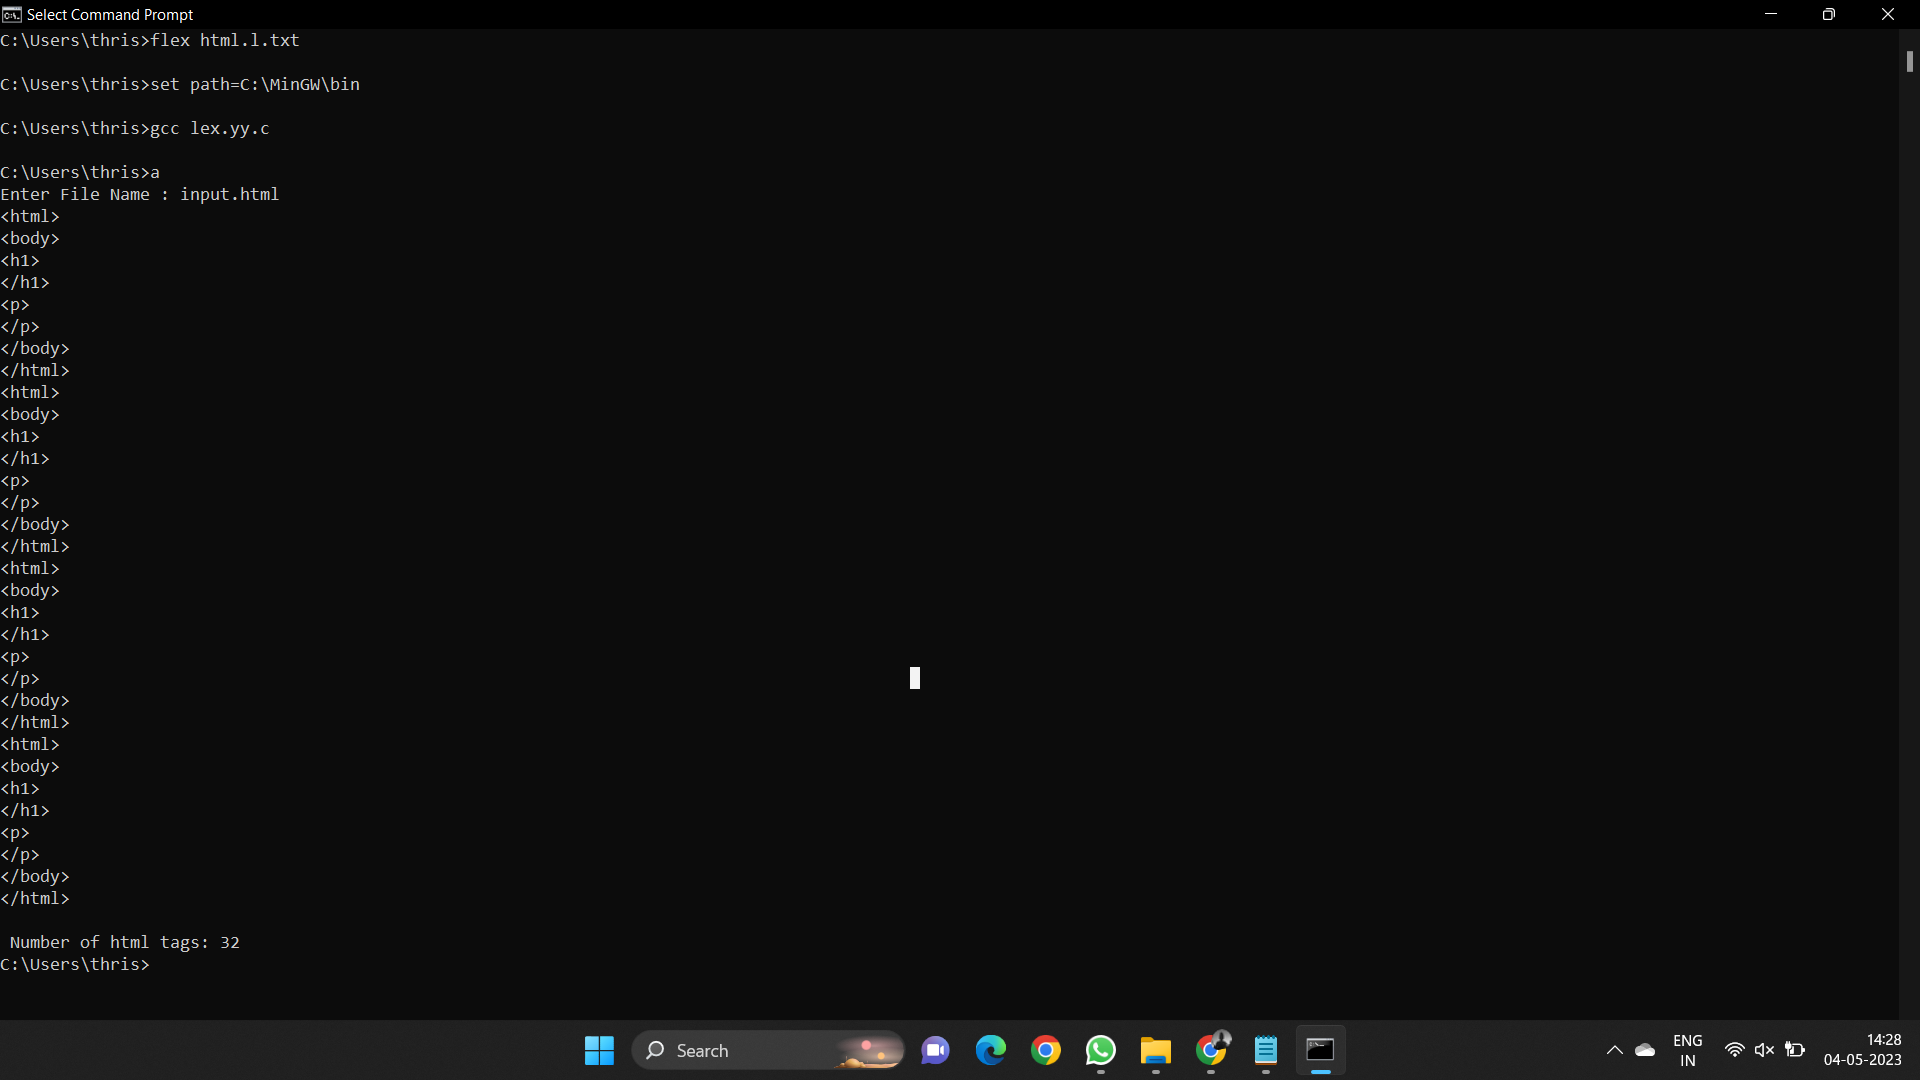 Select Command Prompt
C:\Users\thris>flex html.l.txt
C:\Users\thris>set path=C:\MinGW\bin
C:\Users\thris>gcc lex.yy.c
C:\Users\thris>a
Enter File Name : input.html
<html>
<body>
<h1>
</h1>
<p>
</p>
</body>
</html>
<html>
<body>
<h1>
</h1>
<p>
</p>
</body>
</html>
<html>
<body>
<h1>
</h1>
<p>
</p>
</body>
</html>
<html>
<body>
<h1>
</h1>
<p>
</p>
</body>
</html>
Number of html tags: 32
C:\Users\thris>
Search
ENG
IN
14:28
04-05-2023